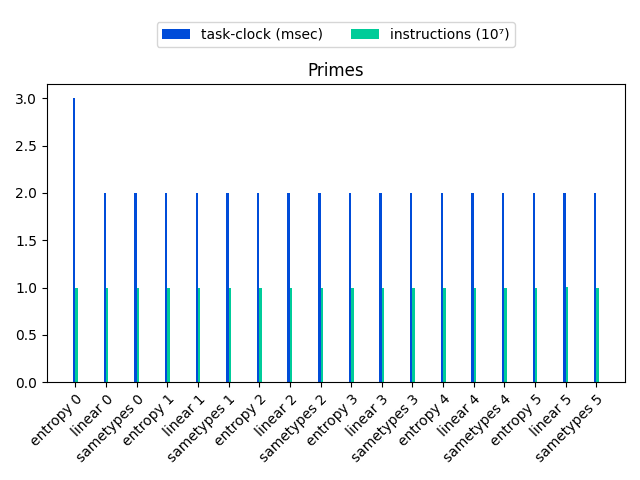 task-clock (msec) instructions (10⁷)
Primes
3.0
2.5
2.0
1.5
1.0
0.5
0.0
entropy 0
linear 0
sametypes 0
entropy 1
linear 1
sametypes 1
entropy 2
linear 2
sametypes 2
entropy 3
linear 3
sametypes 3
entropy 4
linear 4
sametypes 4
entropy 5
linear 5
sametypes 5